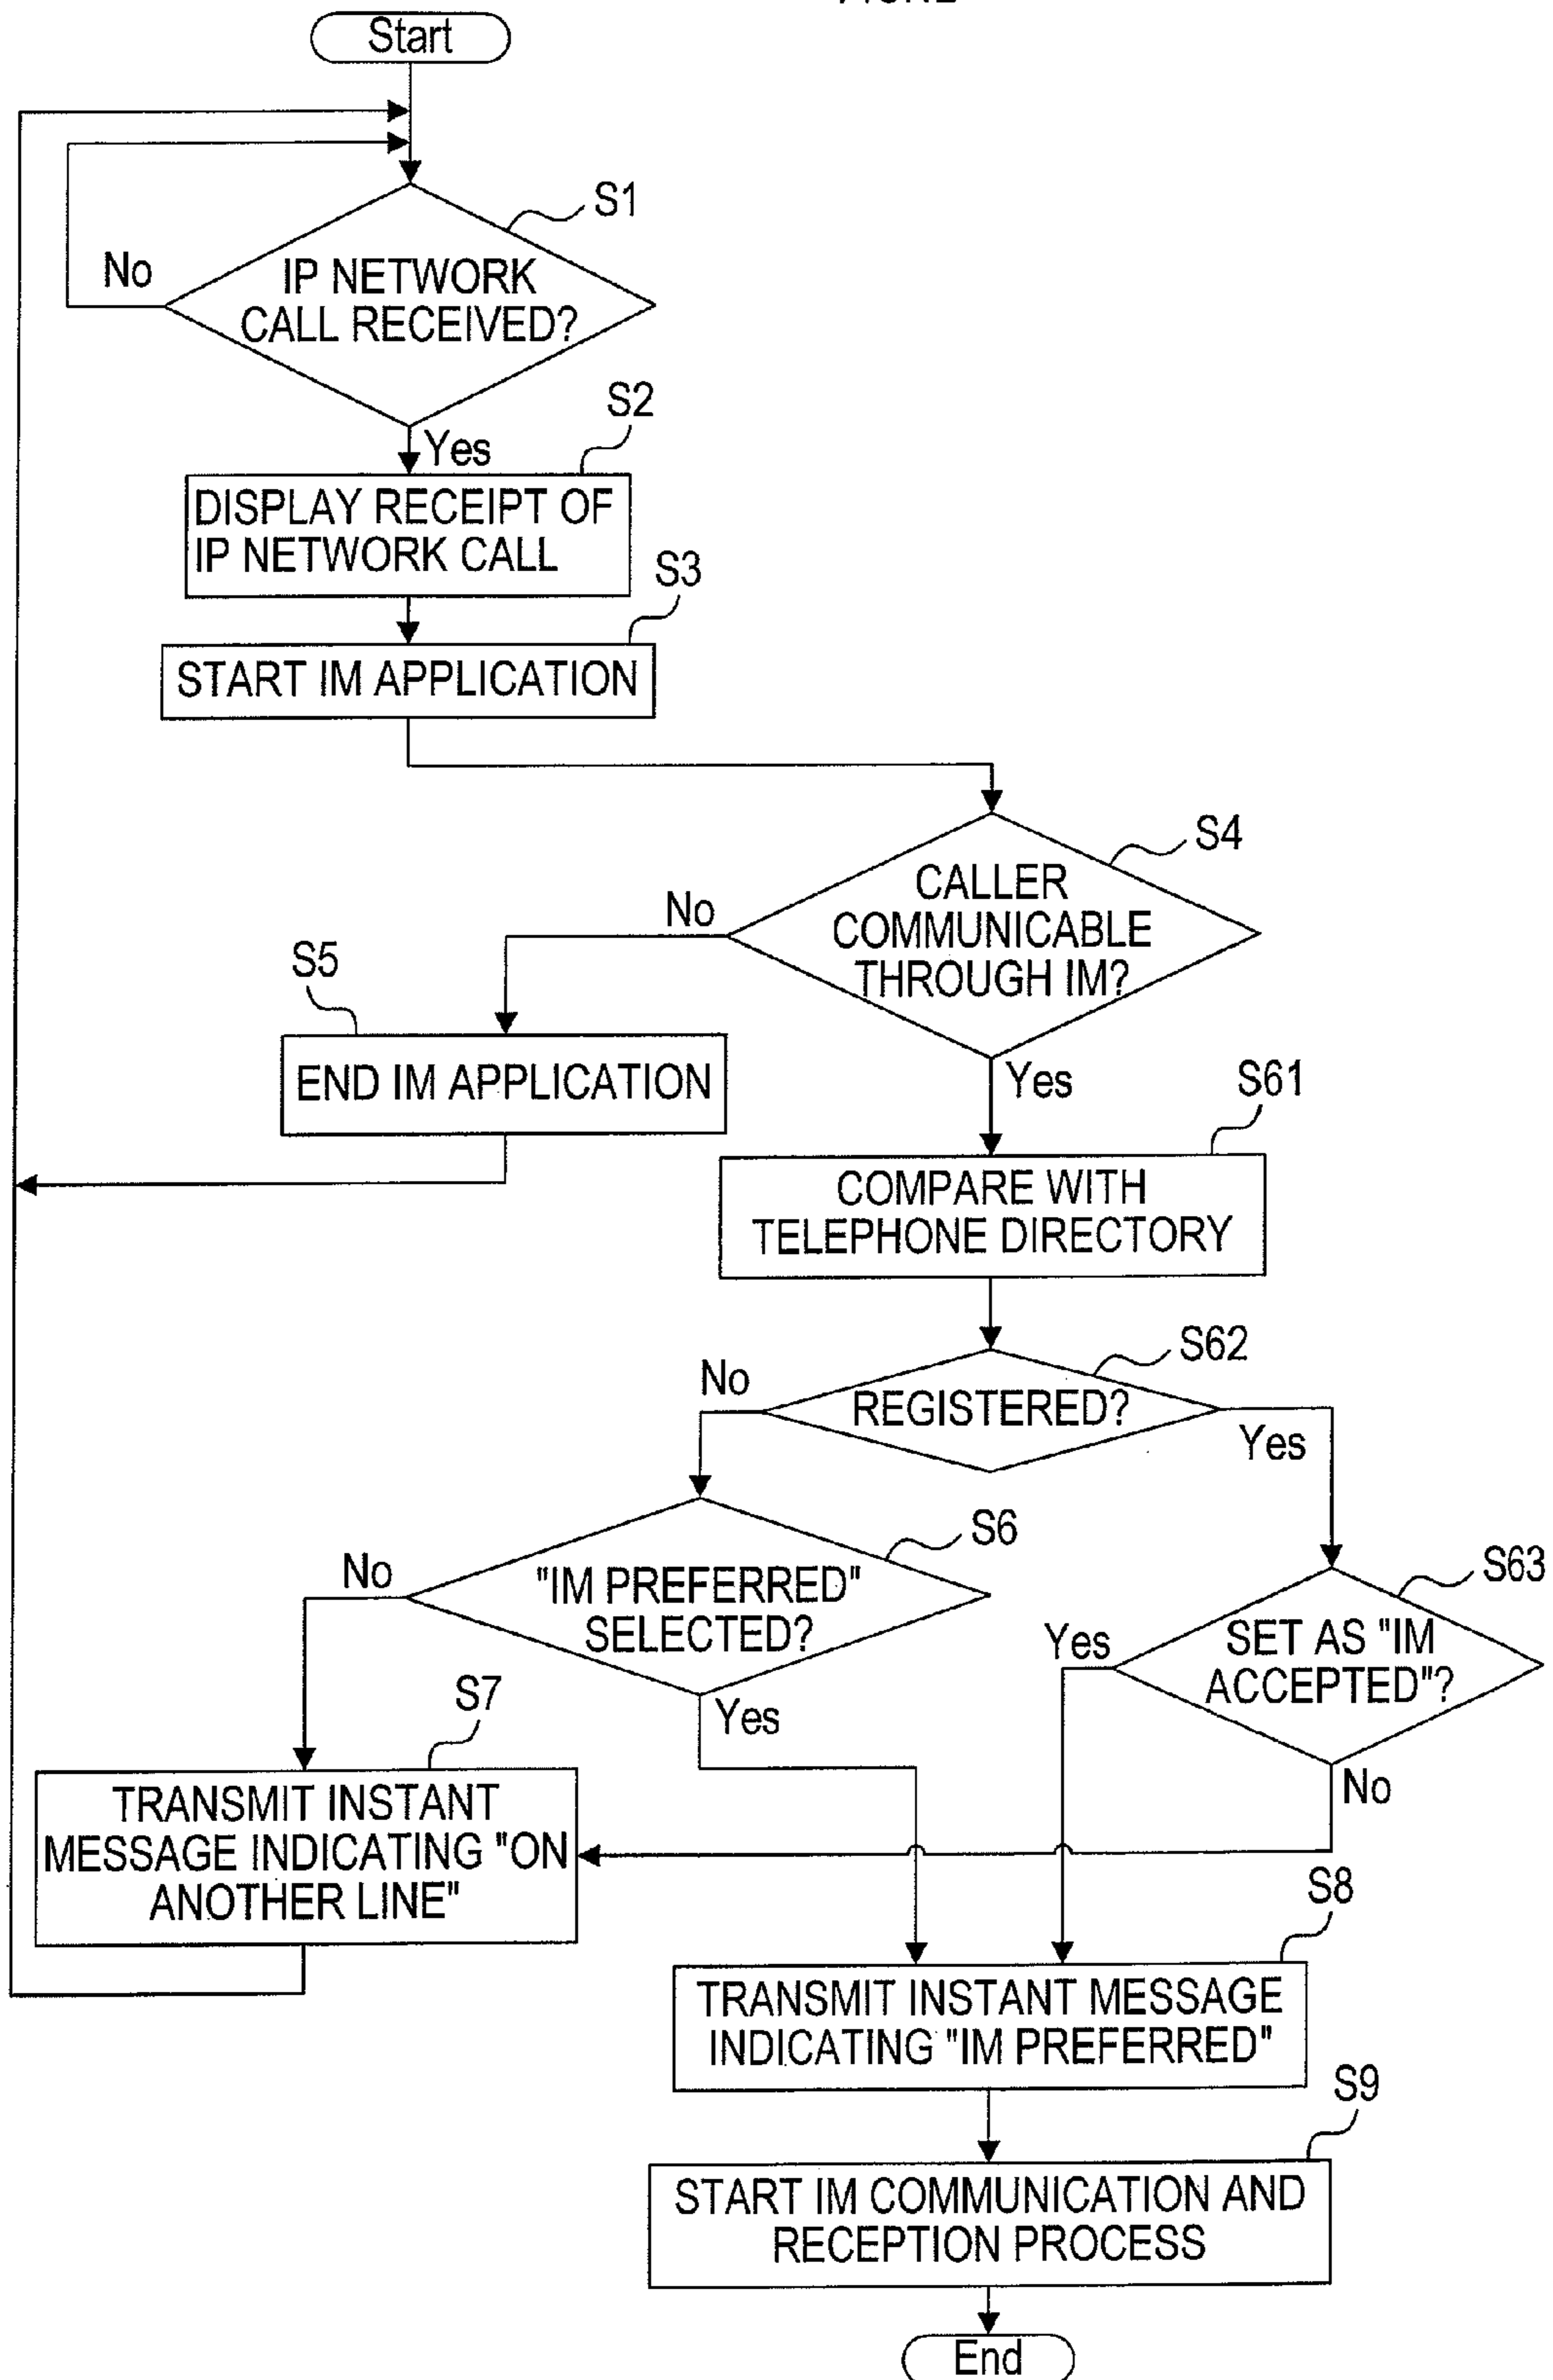 Start
S1
No
IP NETWORK
CALL RECEIVED?
S2
Yes
DISPLAY RECEIPT OF
IP NETWORK CALL
S3
START IM APPLICATION
S4
CALLER
COMMUNICABLE
THROUGH IM?
No
S5
END IM APPLICATION
Yes
S61
COMPARE WITH
TELEPHONE DIRECTORY
S62
No
REGISTERED?
Yes
S6
No
"IM PREFERRED"
SELECTED?
S63
Yes
SET AS "IM
ACCEPTED"?
S7
Yes
No
TRANSMIT INSTANT
MESSAGE INDICATING "ON
ANOTHER LINE"
S8
TRANSMIT INSTANT MESSAGE
INDICATING "IM PREFERRED"
S9
START IM COMMUNICATION AND
RECEPTION PROCESS
End